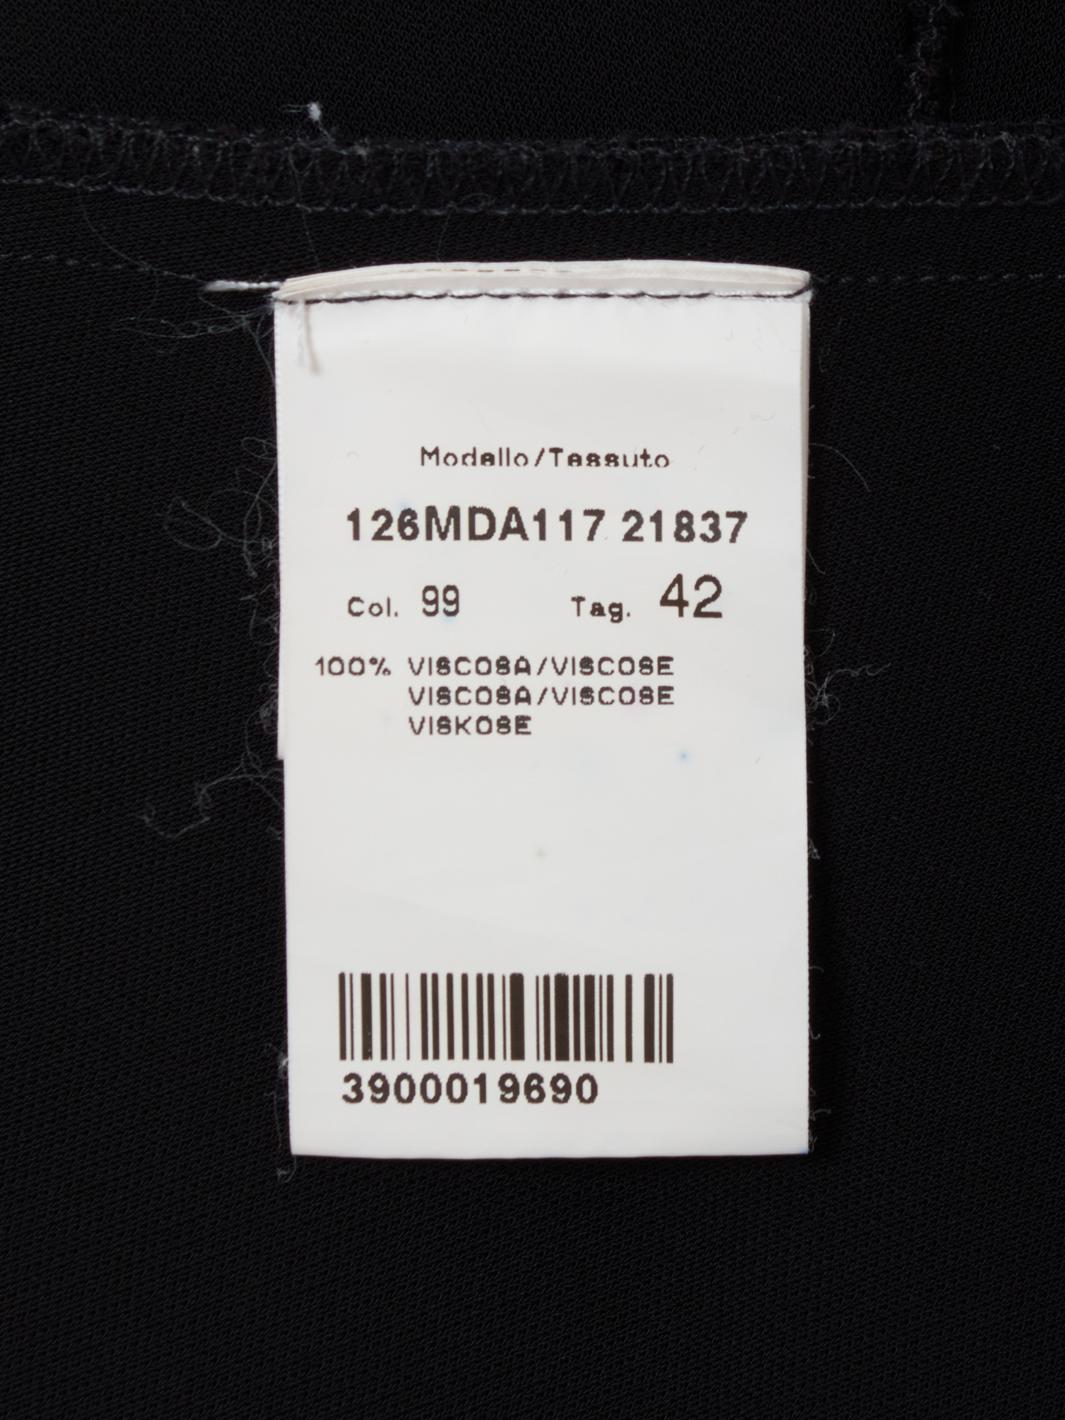 Modello/Tessuto
126MDA117 21837
Col. 99 Tag. 42
100% VISCOSA/VISCOSE
VISCOSA/VISCOSE
VISKOSE
3900019690